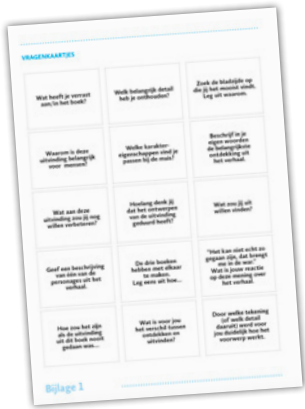 VRAGENKAARTJES
Wat heeft je verrast
aan/in het boek?
Welk belangrijk detail
heb je onthouden?
Zoek de bladzijde op
die jij het mooist vindt.
Leg uit waarom.
Waarom is deze
uitvinding belangrijk
voor mensen?
Welke karakter-
eigenschappen vind je
passen bij de muis?
Beschrijf in je
eigen woorden
de belangrijkste
ontdekking uit
het verhaal.
Wat aan deze
uitvinding zou jij nog
willen verbeteren?
Hoelang denk jij
dat het ontwerpen
van de uitvinding
geduurd heeft?
Wat zou jij uit
willen vinden?
Geef een beschrijving
van één van de
personages uit het
verhaal.
De drie boeken
hebben met elkaar
te maken.
Leg eens uit hoe...
"Het kan niet echt zo
gegaan zijn, dat brengt
me in de war."
Wat is jouw reactie
op deze mening over
het verhaal.
Hoe zou het zijn
als de uitvinding
uit dit boek nooit
gedaan was...
Wat is voor jou
het verschil tussen
ontdekken en
uitvinden?
Door welke tekening
(of welk detail
daaruit) werd voor
jou duidelijk hoe het
voorwerp werkt.
Bijlage 1